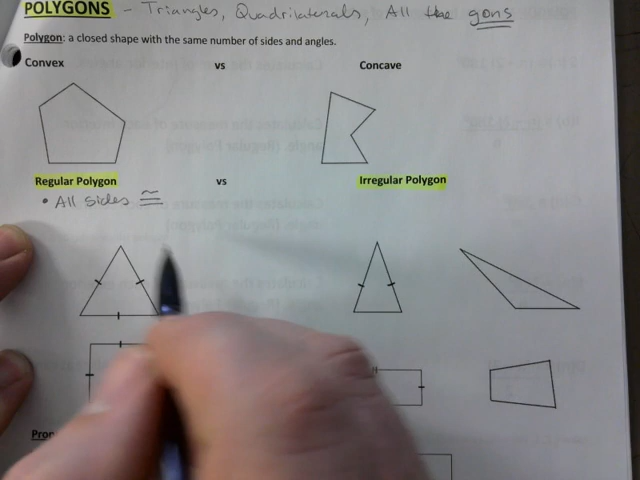 POLYGONS - Triangles, Quadrilaterals, All the gons
Polygon: a closed shape with the same number of sides and angles.
Convex vs Concave
Regular Polygon vs Irregular Polygon
• All sides ≅